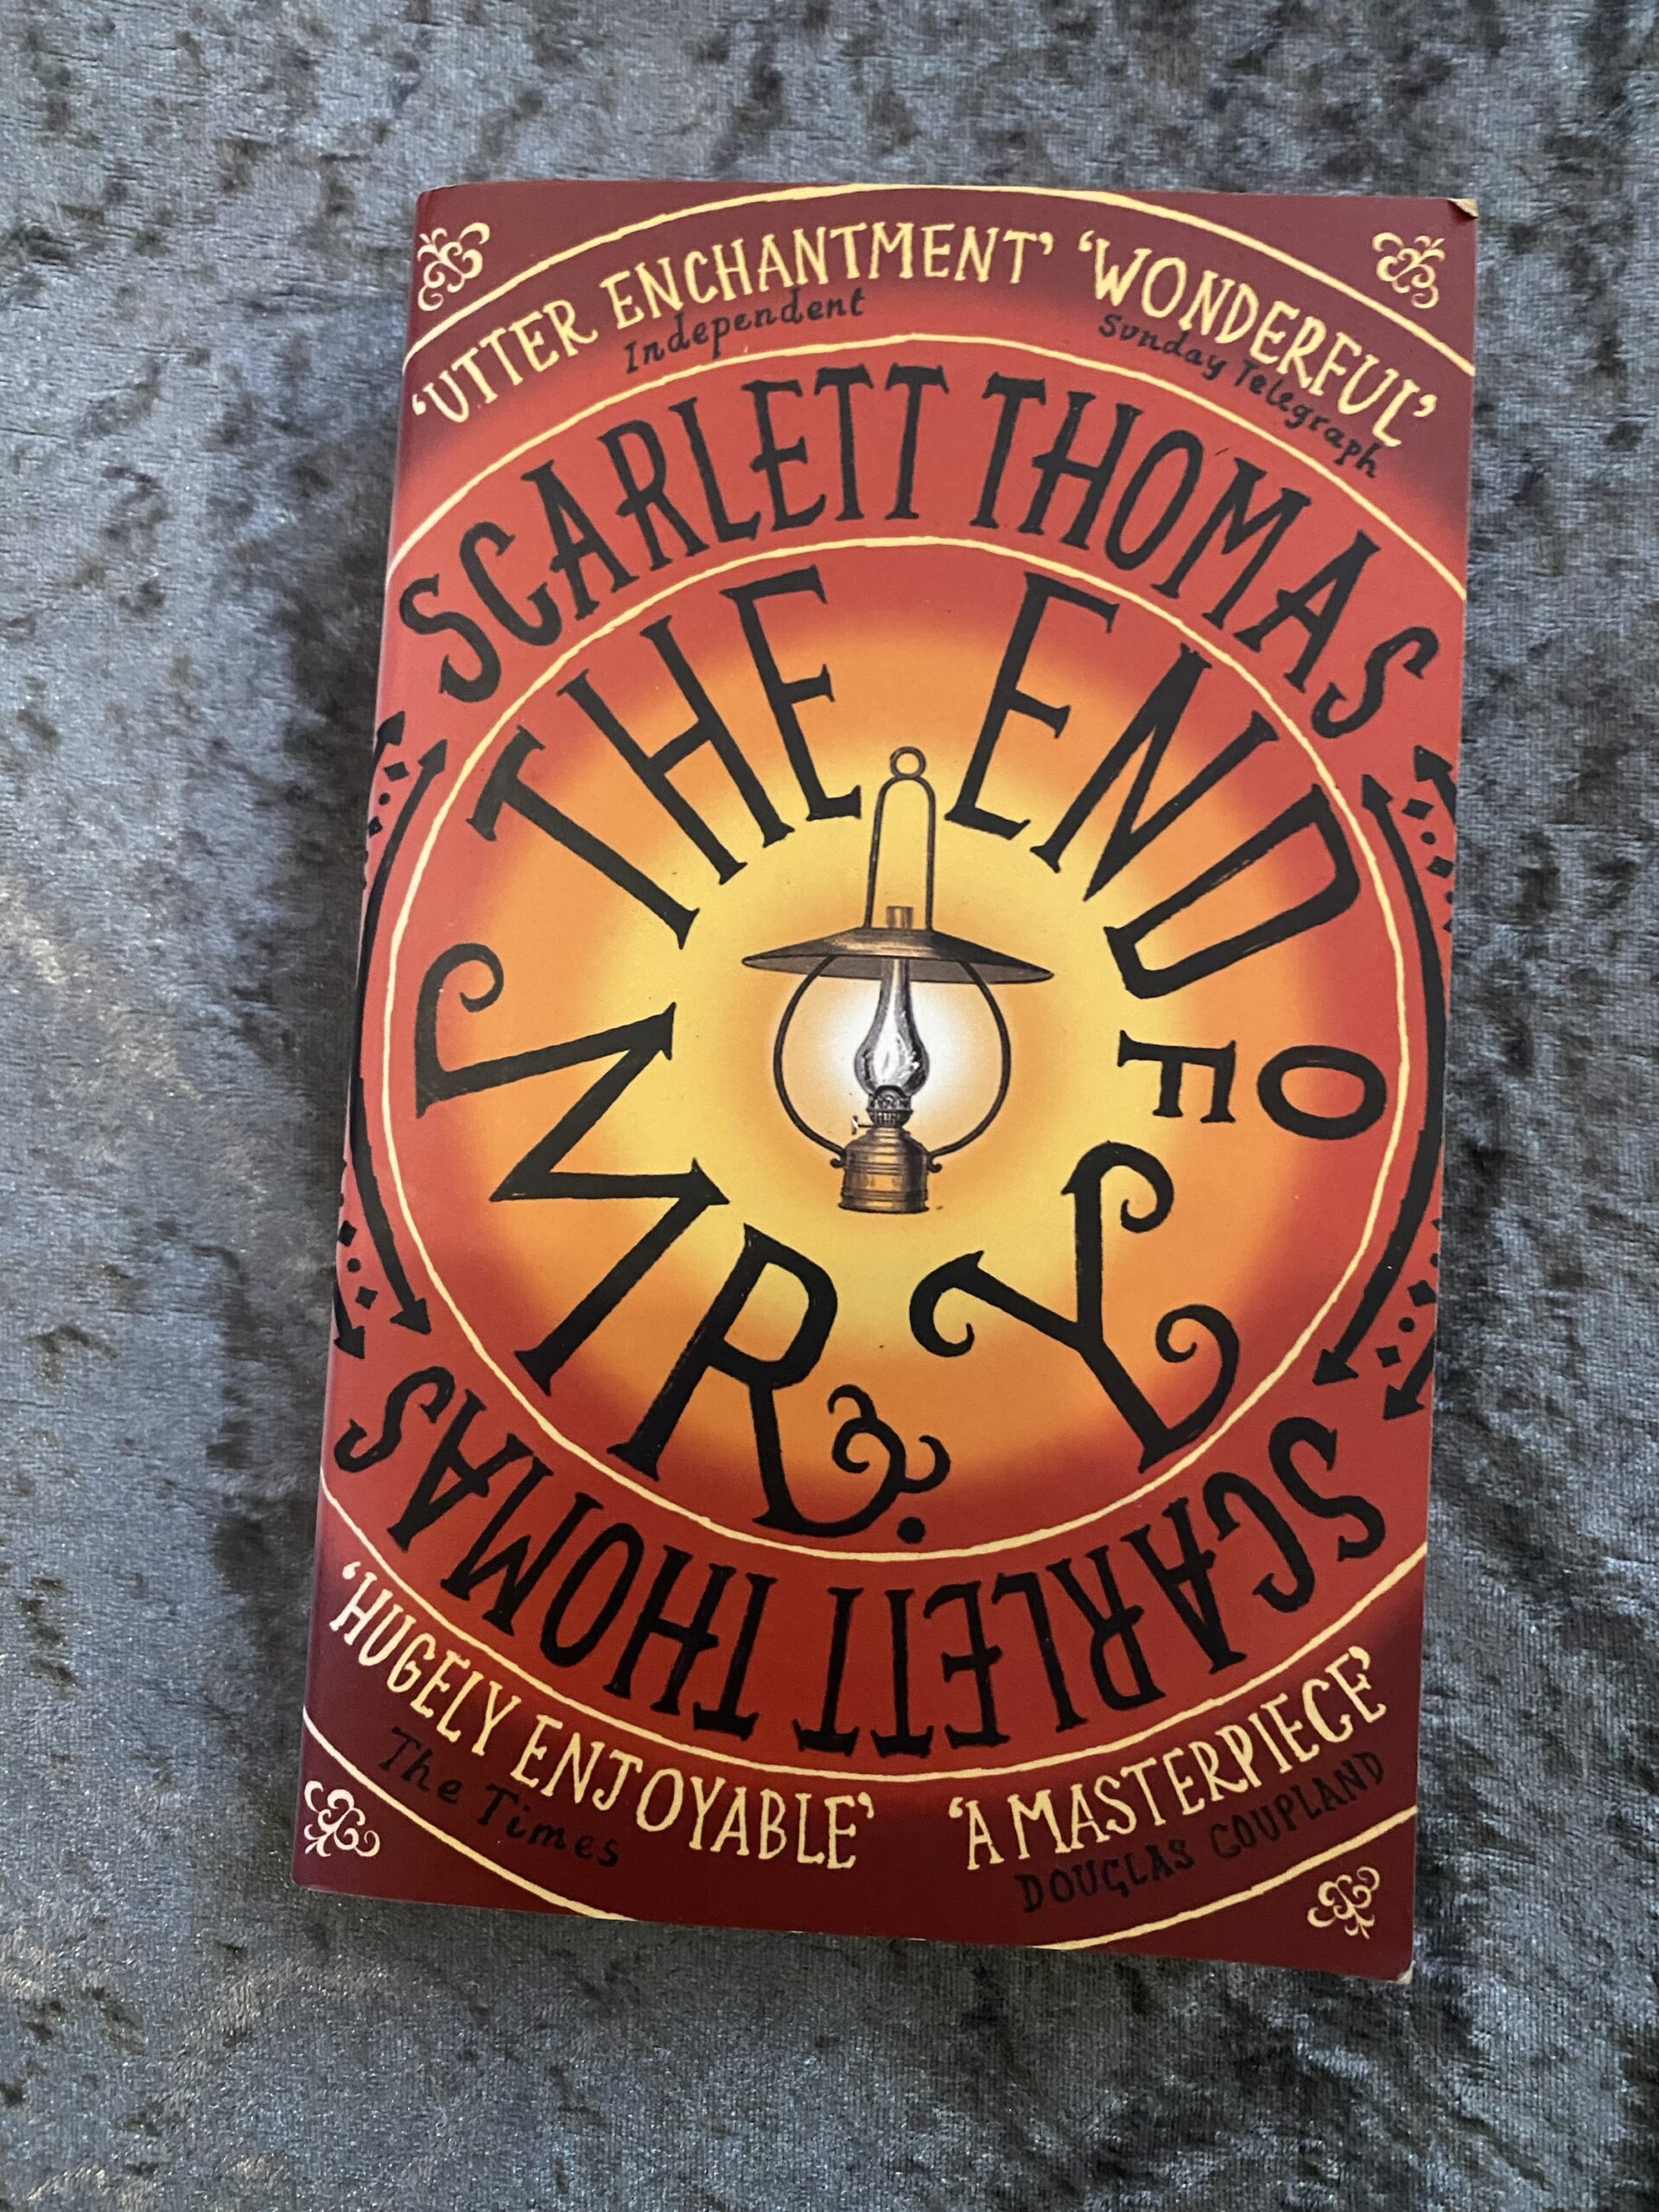 ‘UTTER ENCHANTMENT’ ‘WONDERFUL’
Independent
Sunday Telegraph
SCARLETT THOMAS
THE END OF MR. Y
SCARLETT THOMAS
‘HUGELY ENJOYABLE’ ‘A MASTERPIECE’
The Times
DOUGLAS COUPLAND